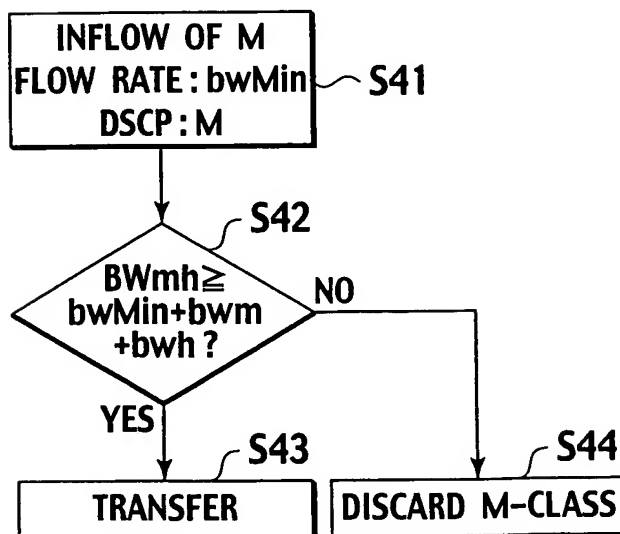 INFLOW OF M
FLOW RATE : bwMin
DSCP : M
S41
S42
BWmh≧
bwMin+bwm
+bwh ?
NO
YES
S43
TRANSFER
S44
DISCARD M-CLASS